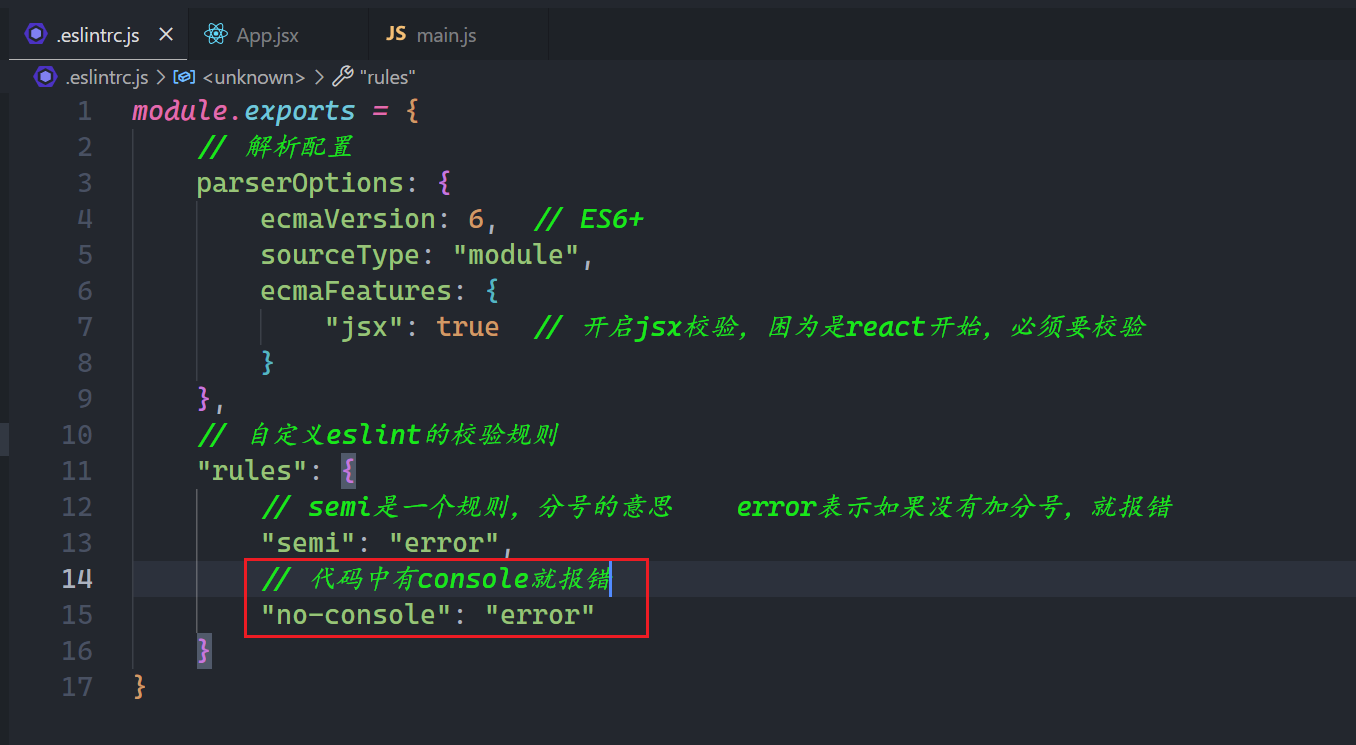 .eslintrc.js App.jsx JS main.js
.eslintrc.js > <unknown> > "rules"
1 module.exports = {
2 // 解析配置
3 parserOptions: {
4 ecmaVersion: 6, // ES6+
5 sourceType: "module",
6 ecmaFeatures: {
7 "jsx": true // 开启jsx校验，因为是react开始，必须要校验
8 }
9 },
10 // 自定义eslint的校验规则
11 "rules": {
12 // semi是一个规则，分号的意思 error表示如果没有加分号，就报错
13 "semi": "error",
14 // 代码中有console就报错
15 "no-console": "error"
16 }
17 }